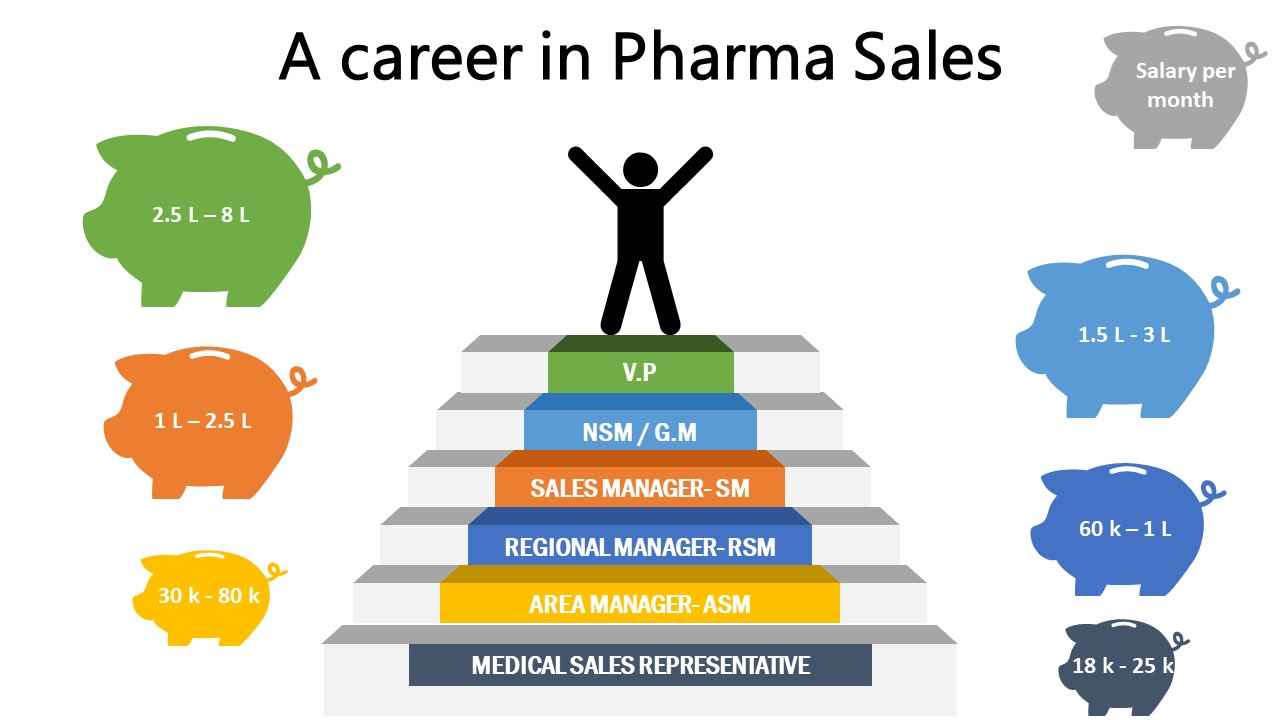 A career in Pharma Sales
Salary per
month
2.5 L – 8 L
1.5 L - 3 L
V.P
1 L – 2.5 L
NSM / G.M
SALES MANAGER- SM
60 k – 1 L
REGIONAL MANAGER- RSM
30 k - 80 k
AREA MANAGER- ASM
MEDICAL SALES REPRESENTATIVE
18 k - 25 k